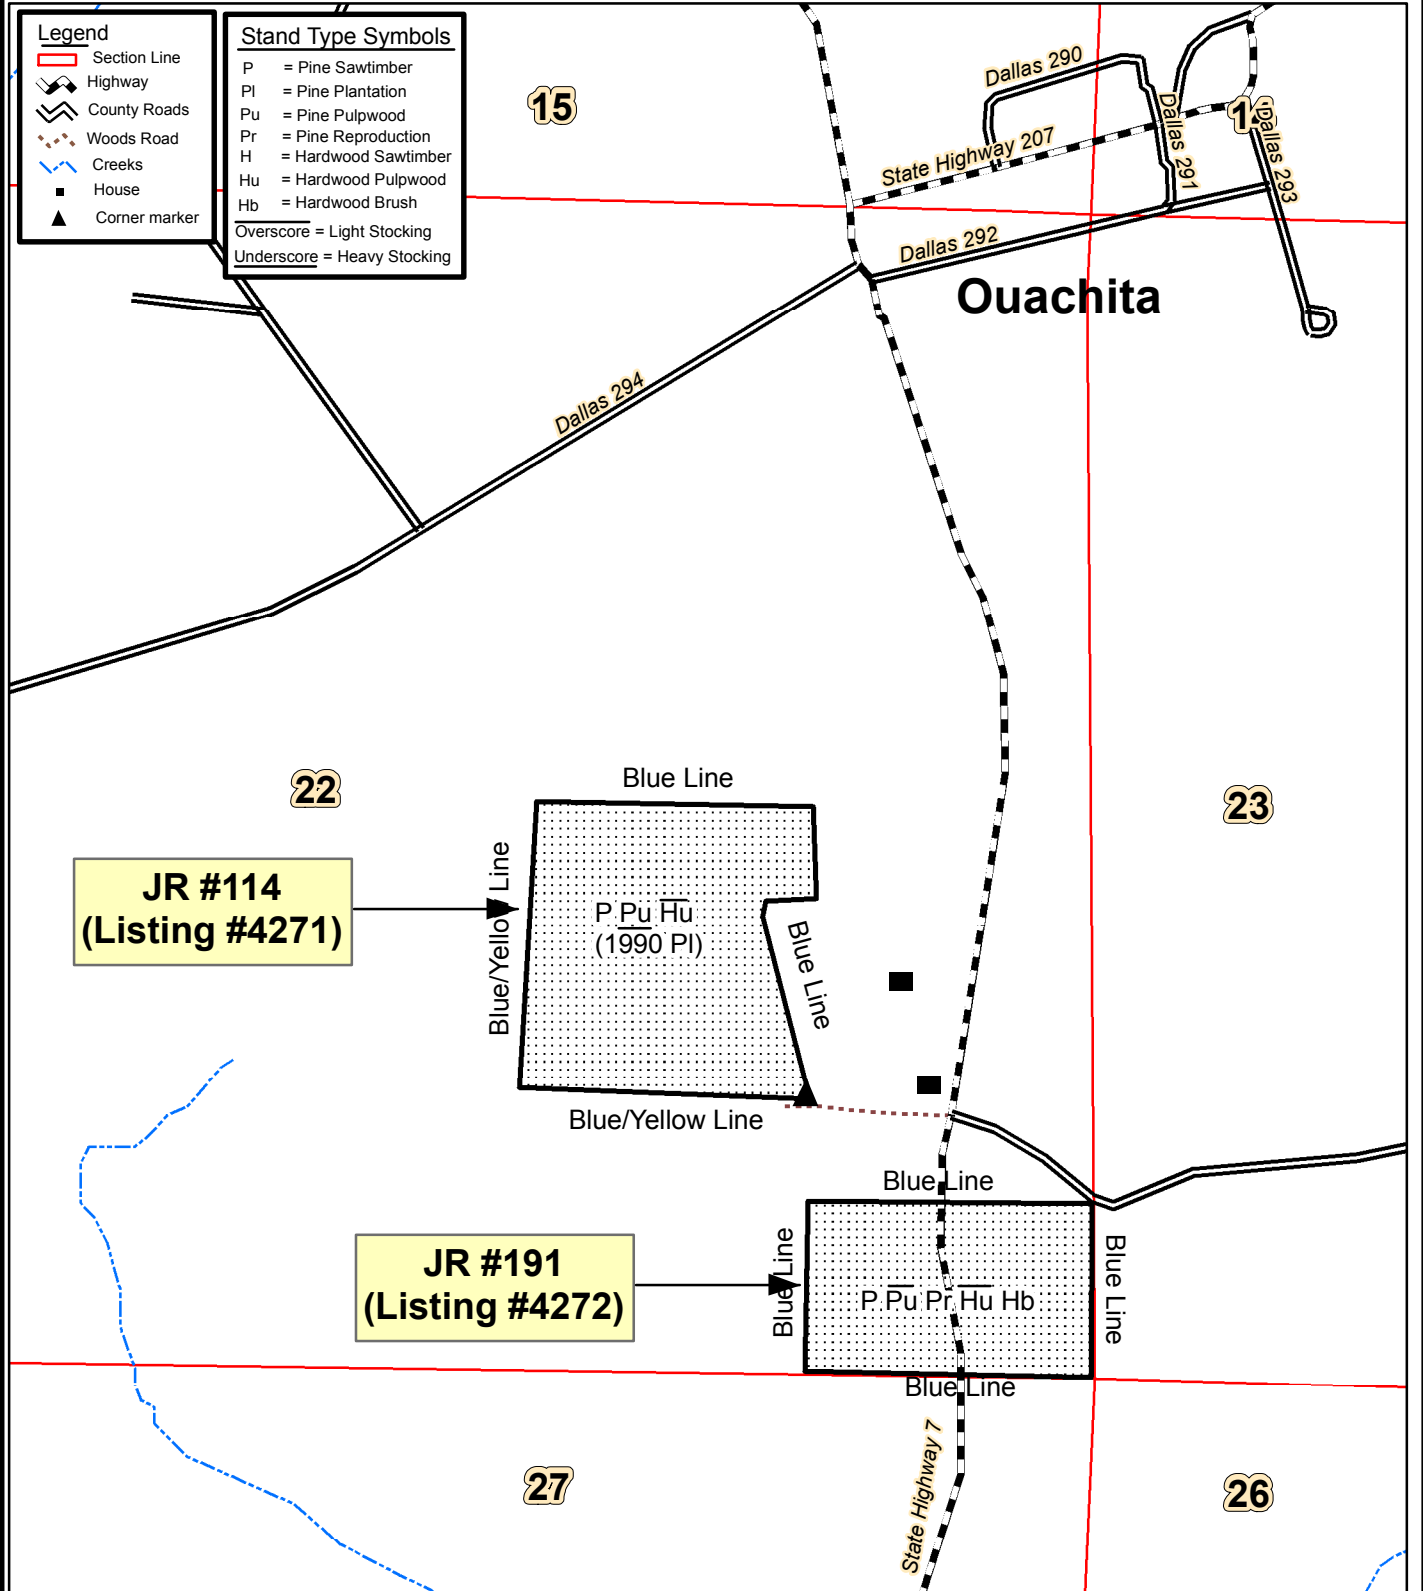 Legend
Section Line
Highway
County Roads
Woods Road
Creeks
House
Corner marker
Stand Type Symbols
P = Pine Sawtimber
Pl = Pine Plantation
Pu = Pine Pulpwood
Pr = Pine Reproduction
H = Hardwood Sawtimber
Hu = Hardwood Pulpwood
Hb = Hardwood Brush
Overscore = Light Stocking
Underscore = Heavy Stocking
15
Dallas 290
State Highway 207
Dallas 291
Dallas 293
Dallas 292
Ouachita
Dallas 294
22
23
Blue Line
Blue/Yellow Line
JR #114
(Listing #4271)
P Pu Hu
(1990 Pl)
Blue Line
Blue/Yellow Line
Blue Line
JR #191
(Listing #4272)
Blue Line
P Pu Pr Hu Hb
Blue Line
Blue Line
27
26
State Highway 7